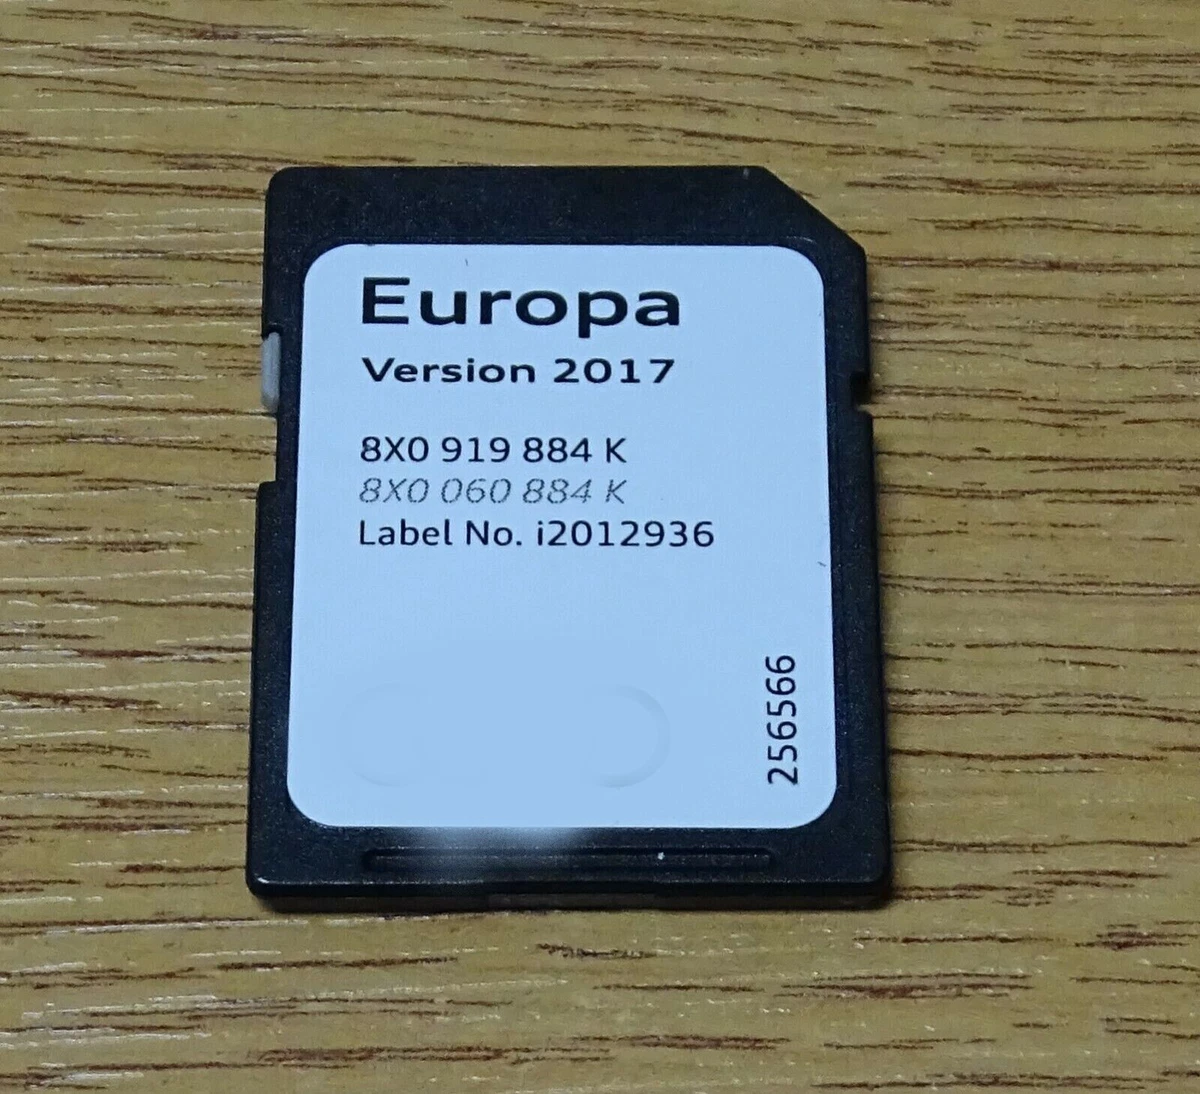 Europa
Version 2017
8X0 919 884 K
8X0 060 884 K
Label No. i2012936
256566